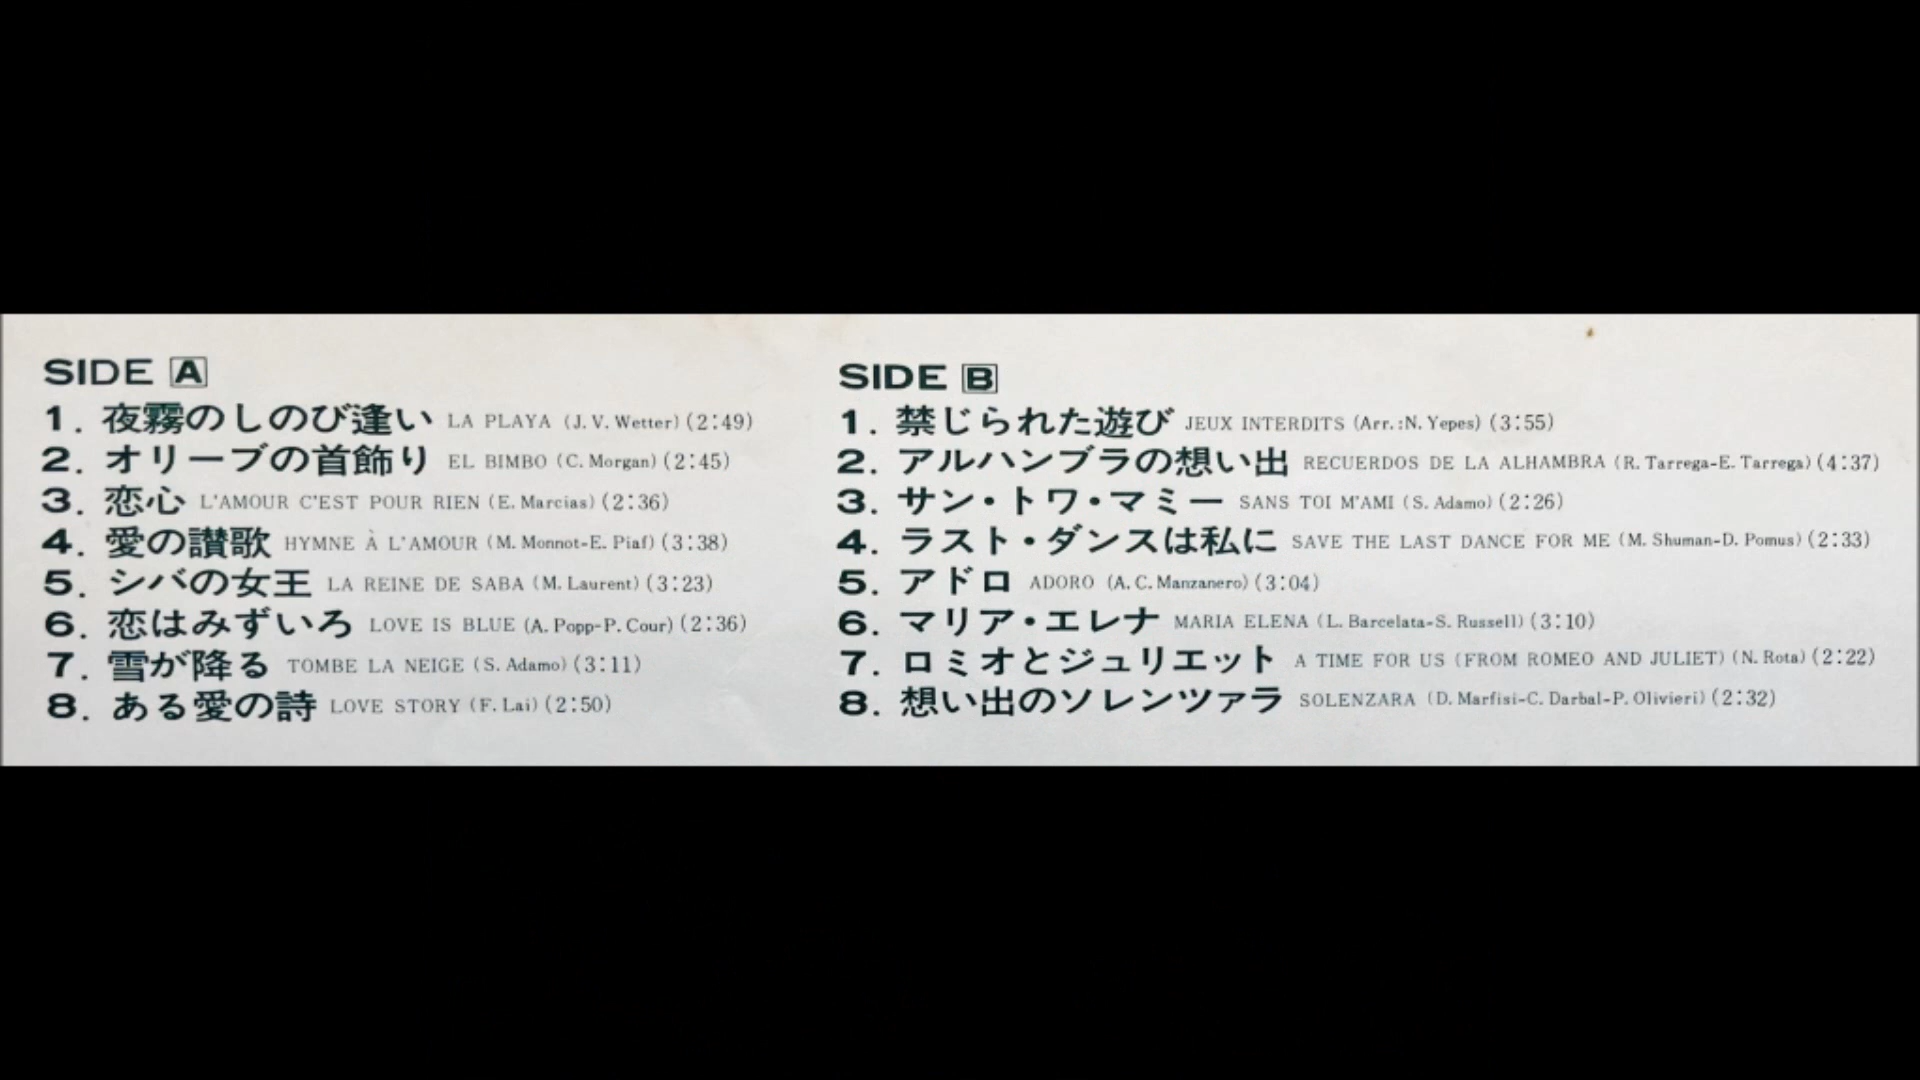 SIDE A
1. 夜霧のしのび逢い LA PLAYA (J. V. Wetter) (2:49)
2. オリーブの首飾り EL BIMBO (C. Morgan) (2:45)
3. 恋心 L'AMOUR C'EST POUR RIEN (E. Marcias) (2:36)
4. 愛の讃歌 HYMNE À L'AMOUR (M. Monnot-E. Piaf) (3:38)
5. シバの女王 LA REINE DE SABA (M. Laurent) (3:23)
6. 恋はみずいろ LOVE IS BLUE (A. Popp-P. Cour) (2:36)
7. 雪が降る TOMBE LA NEIGE (S. Adamo) (3:11)
8. ある愛の詩 LOVE STORY (F. Lai) (2:50)
SIDE B
1. 禁じられた遊び JEUX INTERDITS (Arr.:N. Yepes) (3:55)
2. アルハンブラの想い出 RECUERDOS DE LA ALHAMBRA (R. Tarrega-E. Tarrega) (4:37)
3. サン・トワ・マミー SANS TOI M'AMI (S. Adamo) (2:26)
4. ラスト・ダンスは私に SAVE THE LAST DANCE FOR ME (M. Shuman-D. Pomus) (2:33)
5. アドロ ADORO (A. C. Manzanero) (3:04)
6. マリア・エレナ MARIA ELENA (L. Barcelata-S. Russell) (3:10)
7. ロミオとジュリエット A TIME FOR US (FROM ROMEO AND JULIET) (N. Rota) (2:22)
8. 想い出のソレンツァラ SOLENZARA (D. Marfisi-C. Darbal-P. Olivieri) (2:32)